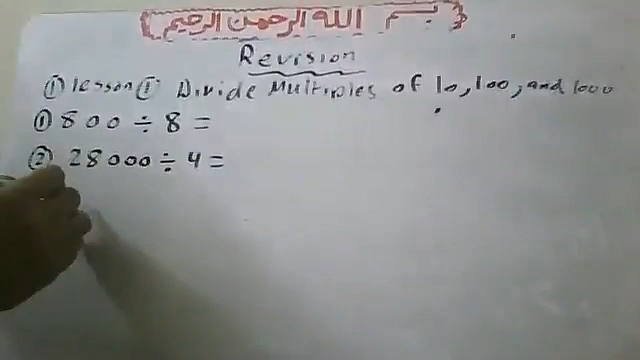 بسم الله الرحمن الرحيم
Revision
① lesson ① Divide Multiples of 10, 100, and 1000
① 800 ÷ 8 =
② 28000 ÷ 4 =